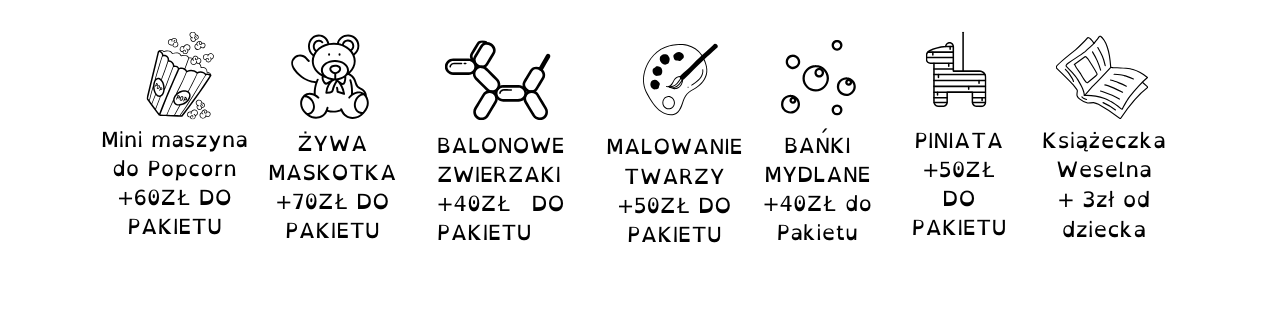 Mini maszyna
do Popcorn
+60ZŁ DO
PAKIETU
ŻYWA
MASKOTKA
+70ZŁ DO
PAKIETU
BALONOWE
ZWIERZAKI
+40ZŁ DO
PAKIETU
MALOWANIE
TWARZY
+50ZŁ DO
PAKIETU
BAŃKI
MYDLANE
+40ZŁ do
Pakietu
PINIATA
+50ZŁ
DO
PAKIETU
Książeczka
Weselna
+ 3zł od
dziecka